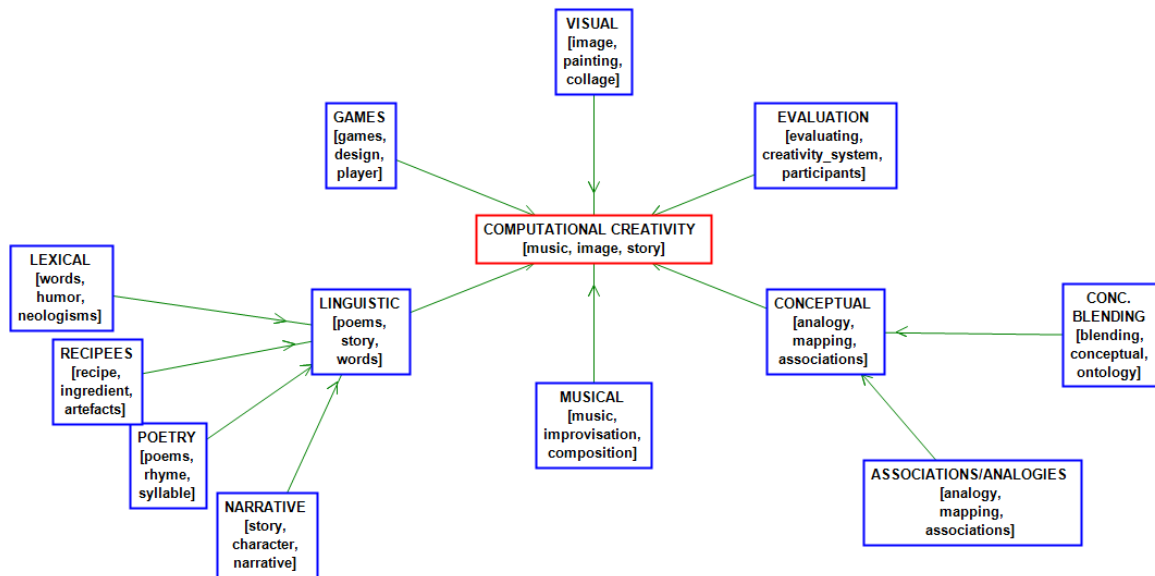 VISUAL
[image,
painting,
collage]
GAMES
[games,
design,
player]
EVALUATION
[evaluating,
creativity_system,
participants]
COMPUTATIONAL CREATIVITY
[music, image, story]
LEXICAL
[words,
humor,
neologisms]
LINGUISTIC
[poems,
story,
words]
CONCEPTUAL
[analogy,
mapping,
associations]
CONC.
BLENDING
[blending,
conceptual,
ontology]
RECIPEES
[recipe,
ingredient,
artefacts]
MUSICAL
[music,
improvisation,
composition]
POETRY
[poems,
rhyme,
syllable]
ASSOCIATIONS/ANALOGIES
[analogy,
mapping,
associations]
NARRATIVE
[story,
character,
narrative]